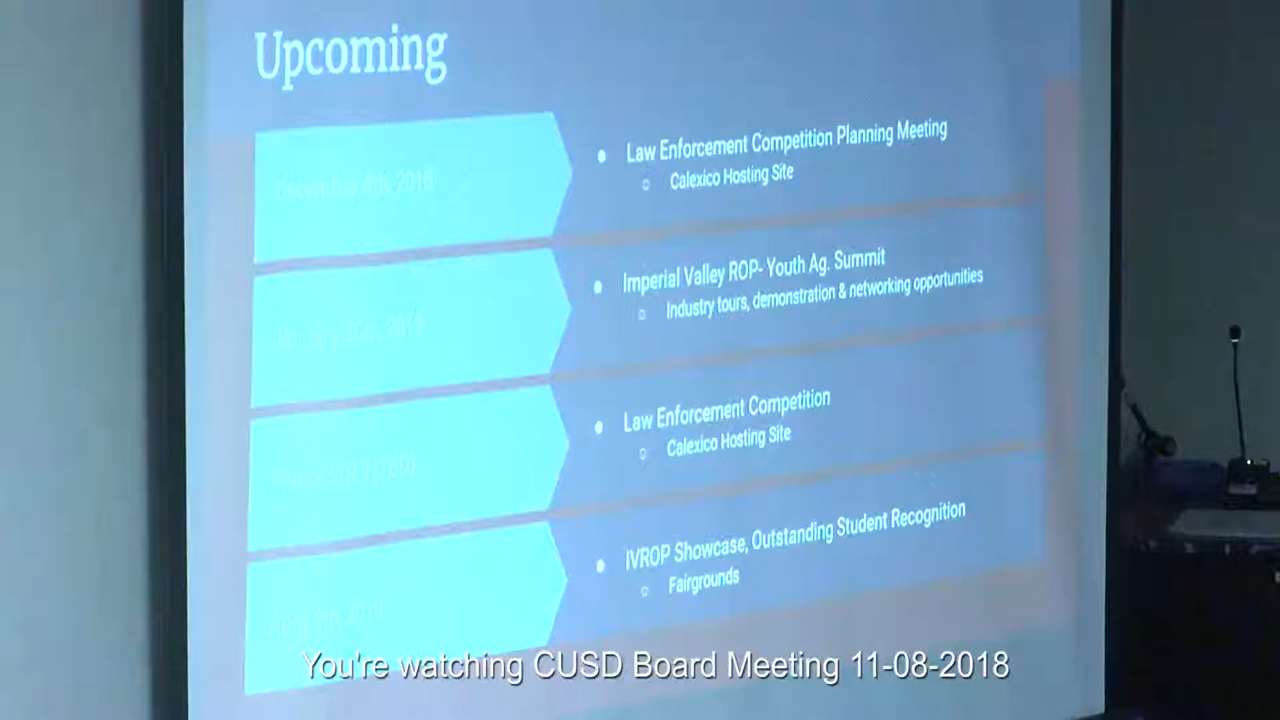 Upcoming
December 4th, 2018
• Law Enforcement Competition Planning Meeting
○ Calexico Hosting Site
January 30th, 2019
• Imperial Valley ROP- Youth Ag. Summit
○ Industry tours, demonstration & networking opportunities
March 2019 (TBD)
• Law Enforcement Competition
○ Calexico Hosting Site
2019
• IVROP Showcase, Outstanding Student Recognition
○ Fairgrounds
You're watching CUSD Board Meeting 11-08-2018